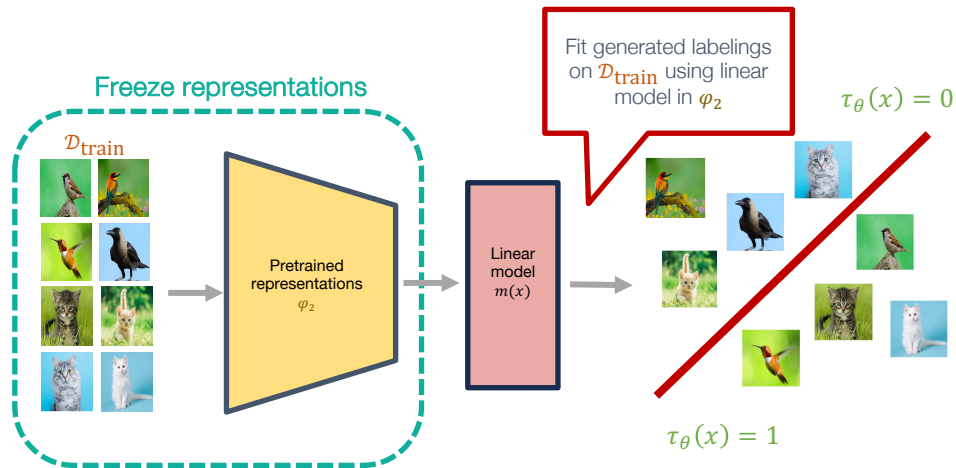 Freeze representations
𝒟train
Pretrained
representations
φ₂
Linear
model
m(x)
Fit generated labelings
on 𝒟train using linear
model in φ₂
τθ(x) = 0
τθ(x) = 1